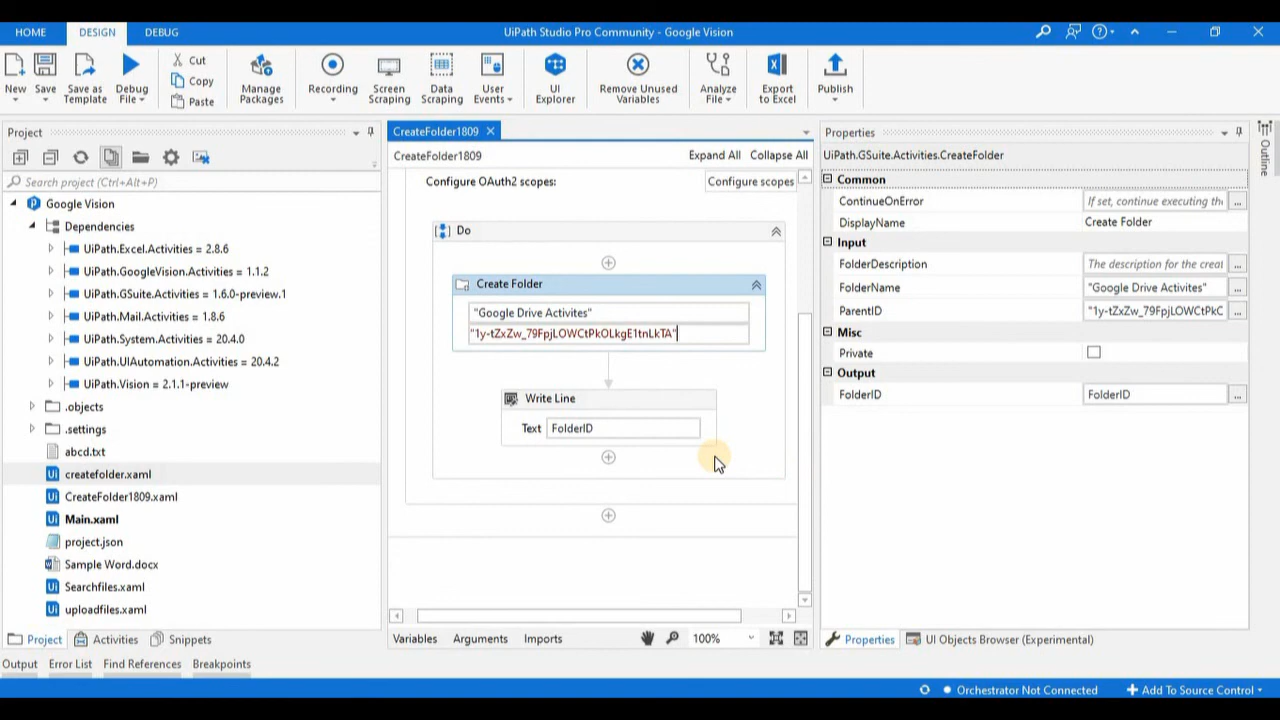 HOME DESIGN DEBUG UiPath Studio Pro Community - Google Vision
New Save Save as Template Debug File Cut Copy Paste Manage Packages Recording Screen Scraping Data Scraping User Events UI Explorer Remove Unused Variables Analyze File Export to Excel Publish
Project
Search project (Ctrl+Alt+P)
Google Vision
Dependencies
UiPath.Excel.Activities = 2.8.6
UiPath.GoogleVision.Activities = 1.1.2
UiPath.GSuite.Activities = 1.6.0-preview.1
UiPath.Mail.Activities = 1.8.6
UiPath.System.Activities = 20.4.0
UiPath.UIAutomation.Activities = 20.4.2
UiPath.Vision = 2.1.1-preview
.objects
.settings
abcd.txt
createfolder.xaml
CreateFolder1809.xaml
Main.xaml
project.json
Sample Word.docx
Searchfiles.xaml
uploadfiles.xaml
Project Activities Snippets
CreateFolder1809
CreateFolder1809 Expand All Collapse All
Configure OAuth2 scopes: Configure scopes
Do
Create Folder
"Google Drive Activites"
"1y-tZxZw_79FpjLOWCtPkOLkgE1tnLkTA"
Write Line
Text FolderID
Variables Arguments Imports 100%
Properties
UiPath.GSuite.Activities.CreateFolder
Common
ContinueOnError If set, continue executing th ...
DisplayName Create Folder
Input
FolderDescription The description for the creat ...
FolderName "Google Drive Activites" ...
ParentID "1y-tZxZw_79FpjLOWCtPkC ...
Misc
Private
Output
FolderID FolderID ...
Properties UI Objects Browser (Experimental)
Outline
Output Error List Find References Breakpoints
Orchestrator Not Connected Add To Source Control